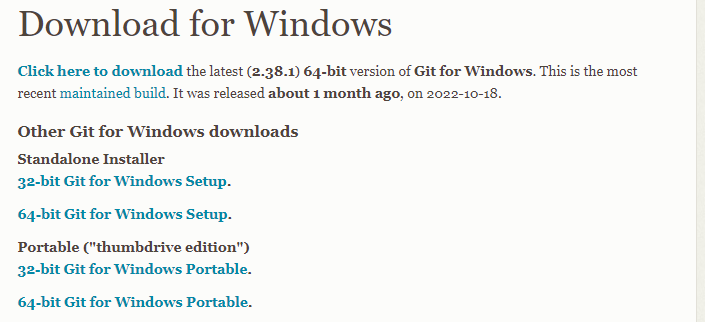 Download for Windows
Click here to download the latest (2.38.1) 64-bit version of Git for Windows. This is the most
recent maintained build. It was released about 1 month ago, on 2022-10-18.
Other Git for Windows downloads
Standalone Installer
32-bit Git for Windows Setup.
64-bit Git for Windows Setup.
Portable ("thumbdrive edition")
32-bit Git for Windows Portable.
64-bit Git for Windows Portable.